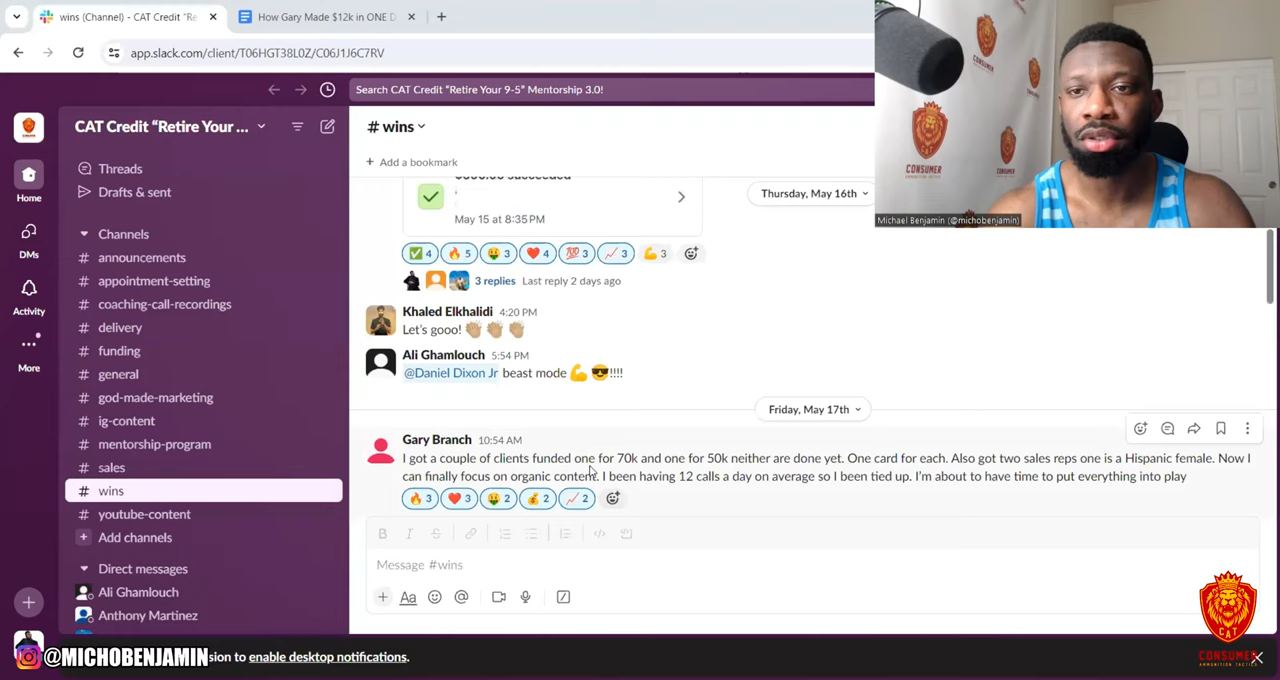 wins (Channel) - CAT Credit "Re
How Gary Made $12k in ONE D
app.slack.com/client/T06HGT38L0Z/C06J1J6C7RV
Search CAT Credit "Retire Your 9-5" Mentorship 3.0!
CAT Credit "Retire Your ...
Threads
Drafts & sent
Home
DMs
Activity
More
Channels
# announcements
# appointment-setting
# coaching-call-recordings
# delivery
# funding
# general
# god-made-marketing
# ig-content
# mentorship-program
# sales
# wins
# youtube-content
+ Add channels
Direct messages
Ali Ghamlouch
Anthony Martinez
# wins
+ Add a bookmark
Thursday, May 16th
May 15 at 8:35 PM
✅ 4 🔥 5 🤑 3 ❤️ 4 💯 3 📈 3 💪 3
3 replies Last reply 2 days ago
Khaled Elkhalidi 4:20 PM
Let's gooo! 👏🏽 👏🏽 👏🏽
Ali Ghamlouch 5:54 PM
@Daniel Dixon Jr beast mode 💪 😎!!!!
Friday, May 17th
Gary Branch 10:54 AM
I got a couple of clients funded one for 70k and one for 50k neither are done yet. One card for each. Also got two sales reps one is a Hispanic female. Now I
can finally focus on organic content. I been having 12 calls a day on average so I been tied up. I'm about to have time to put everything into play
🔥 3 ❤️ 3 🤑 2 💰 2 📈 2
Message #wins
Aa
CONSUMER
CONSUMER
CONSUMER
Michael Benjamin (@michobenjamin)
@MICHOBENJAMIN
sion to enable desktop notifications.
CAT
CONSUMER
AMMUNITION TACTICS